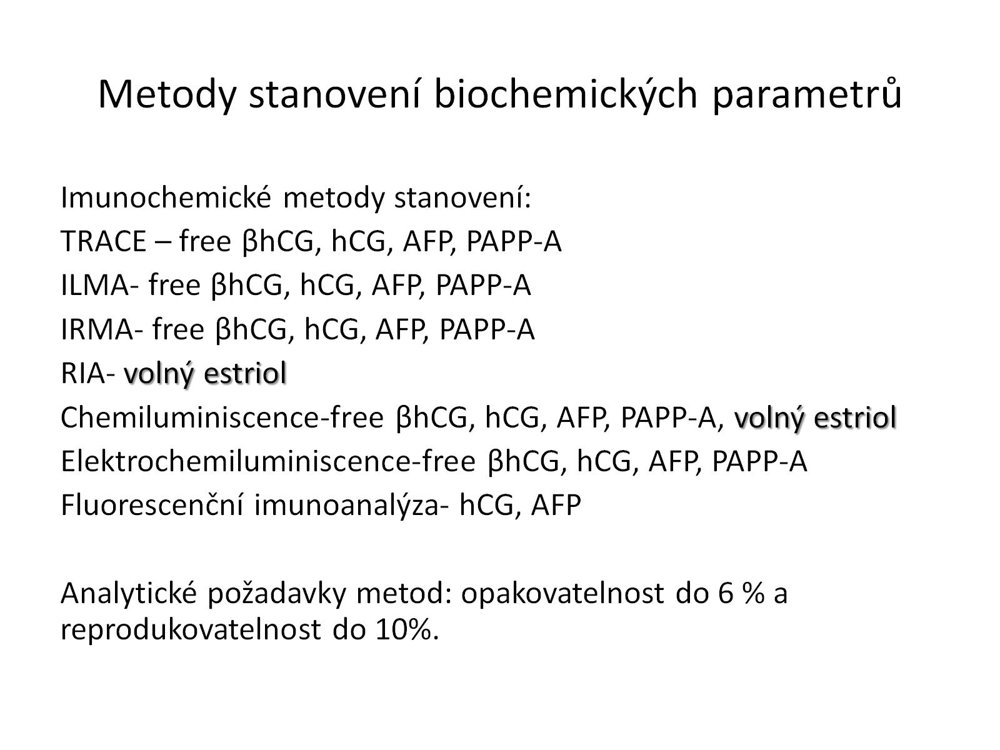 Metody stanovení biochemických parametrů
Imunochemické metody stanovení:
TRACE – free βhCG, hCG, AFP, PAPP-A
ILMA- free βhCG, hCG, AFP, PAPP-A
IRMA- free βhCG, hCG, AFP, PAPP-A
RIA- volný estriol
Chemiluminiscence-free βhCG, hCG, AFP, PAPP-A, volný estriol
Elektrochemiluminiscence-free βhCG, hCG, AFP, PAPP-A
Fluorescenční imunoanalýza- hCG, AFP
Analytické požadavky metod: opakovatelnost do 6 % a
reprodukovatelnost do 10%.